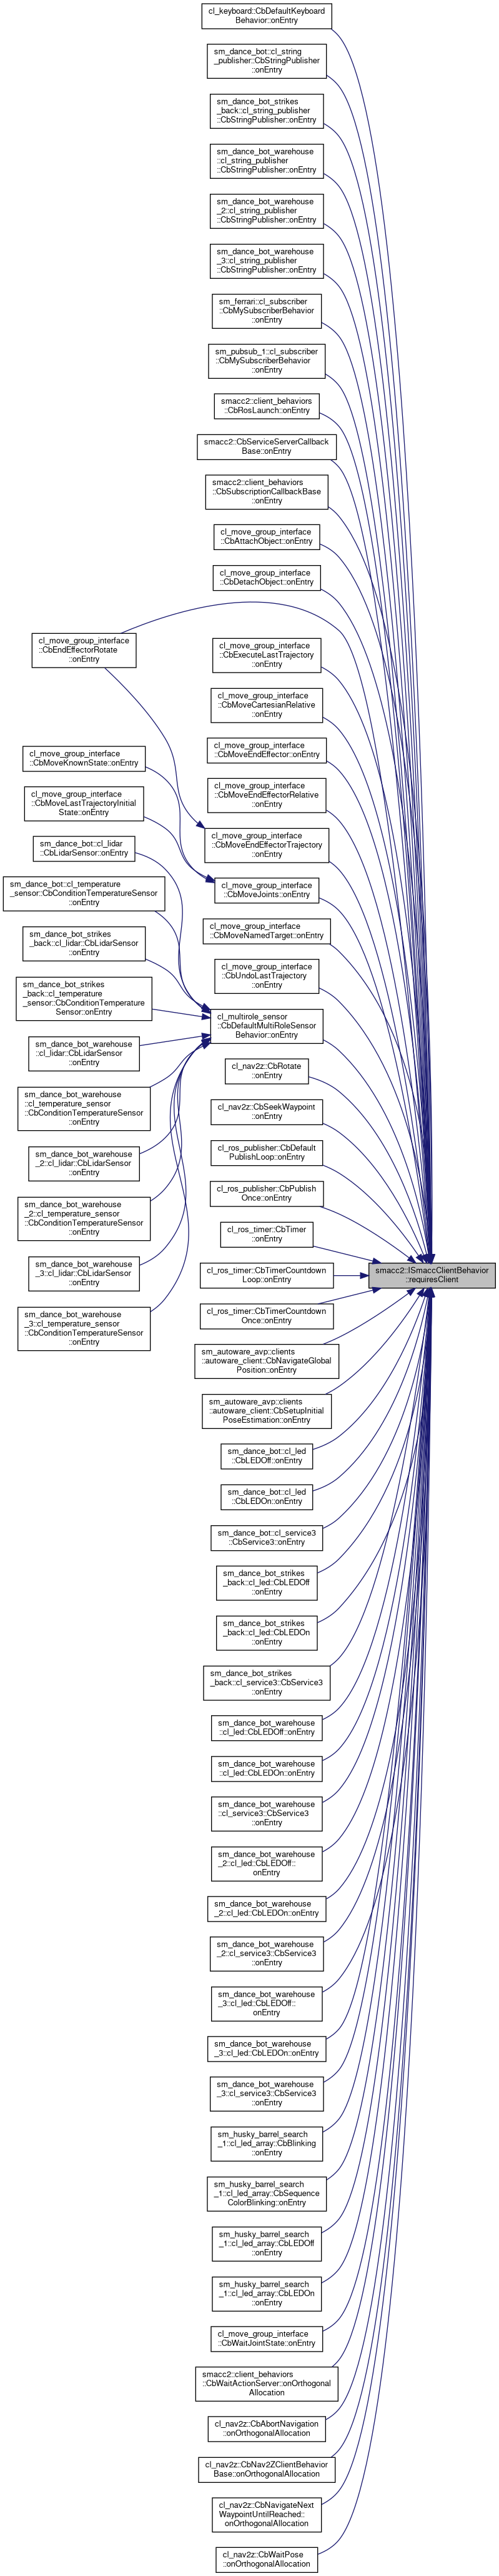 cl_keyboard::CbDefaultKeyboard
Behavior::onEntry
sm_dance_bot::cl_string
_publisher::CbStringPublisher
::onEntry
sm_dance_bot_strikes
_back::cl_string_publisher
::CbStringPublisher::onEntry
sm_dance_bot_warehouse
::cl_string_publisher
::CbStringPublisher::onEntry
sm_dance_bot_warehouse
_2::cl_string_publisher
::CbStringPublisher::onEntry
sm_dance_bot_warehouse
_3::cl_string_publisher
::CbStringPublisher::onEntry
sm_ferrari::cl_subscriber
::CbMySubscriberBehavior
::onEntry
sm_pubsub_1::cl_subscriber
::CbMySubscriberBehavior
::onEntry
smacc2::client_behaviors
::CbRosLaunch::onEntry
smacc2::CbServiceServerCallback
Base::onEntry
smacc2::client_behaviors
::CbSubscriptionCallbackBase
::onEntry
cl_move_group_interface
::CbAttachObject::onEntry
cl_move_group_interface
::CbDetachObject::onEntry
cl_move_group_interface
::CbEndEffectorRotate
::onEntry
cl_move_group_interface
::CbExecuteLastTrajectory
::onEntry
cl_move_group_interface
::CbMoveCartesianRelative
::onEntry
cl_move_group_interface
::CbMoveEndEffector::onEntry
cl_move_group_interface
::CbMoveKnownState::onEntry
cl_move_group_interface
::CbMoveEndEffectorRelative
::onEntry
cl_move_group_interface
::CbMoveLastTrajectoryInitial
State::onEntry
cl_move_group_interface
::CbMoveEndEffectorTrajectory
::onEntry
sm_dance_bot::cl_lidar
::CbLidarSensor::onEntry
cl_move_group_interface
::CbMoveJoints::onEntry
sm_dance_bot::cl_temperature
_sensor::CbConditionTemperatureSensor
::onEntry
cl_move_group_interface
::CbMoveNamedTarget::onEntry
sm_dance_bot_strikes
_back::cl_lidar::CbLidarSensor
::onEntry
cl_move_group_interface
::CbUndoLastTrajectory
::onEntry
sm_dance_bot_strikes
_back::cl_temperature
_sensor::CbConditionTemperature
Sensor::onEntry
cl_multirole_sensor
::CbDefaultMultiRoleSensor
Behavior::onEntry
sm_dance_bot_warehouse
::cl_lidar::CbLidarSensor
::onEntry
cl_nav2z::CbRotate
::onEntry
sm_dance_bot_warehouse
::cl_temperature_sensor
::CbConditionTemperatureSensor
::onEntry
cl_nav2z::CbSeekWaypoint
::onEntry
cl_ros_publisher::CbDefault
PublishLoop::onEntry
sm_dance_bot_warehouse
_2::cl_lidar::CbLidarSensor
::onEntry
cl_ros_publisher::CbPublish
Once::onEntry
sm_dance_bot_warehouse
_2::cl_temperature_sensor
::CbConditionTemperatureSensor
::onEntry
cl_ros_timer::CbTimer
::onEntry
sm_dance_bot_warehouse
_3::cl_lidar::CbLidarSensor
::onEntry
cl_ros_timer::CbTimerCountdown
Loop::onEntry
smacc2::ISmaccClientBehavior
::requiresClient
cl_ros_timer::CbTimerCountdown
Once::onEntry
sm_dance_bot_warehouse
_3::cl_temperature_sensor
::CbConditionTemperatureSensor
::onEntry
sm_autoware_avp::clients
::autoware_client::CbNavigateGlobal
Position::onEntry
sm_autoware_avp::clients
::autoware_client::CbSetupInitial
PoseEstimation::onEntry
sm_dance_bot::cl_led
::CbLEDOff::onEntry
sm_dance_bot::cl_led
::CbLEDOn::onEntry
sm_dance_bot::cl_service3
::CbService3::onEntry
sm_dance_bot_strikes
_back::cl_led::CbLEDOff
::onEntry
sm_dance_bot_strikes
_back::cl_led::CbLEDOn
::onEntry
sm_dance_bot_strikes
_back::cl_service3::CbService3
::onEntry
sm_dance_bot_warehouse
::cl_led::CbLEDOff::onEntry
sm_dance_bot_warehouse
::cl_led::CbLEDOn::onEntry
sm_dance_bot_warehouse
::cl_service3::CbService3
::onEntry
sm_dance_bot_warehouse
_2::cl_led::CbLEDOff::
onEntry
sm_dance_bot_warehouse
_2::cl_led::CbLEDOn::onEntry
sm_dance_bot_warehouse
_2::cl_service3::CbService3
::onEntry
sm_dance_bot_warehouse
_3::cl_led::CbLEDOff::
onEntry
sm_dance_bot_warehouse
_3::cl_led::CbLEDOn::onEntry
sm_dance_bot_warehouse
_3::cl_service3::CbService3
::onEntry
sm_husky_barrel_search
_1::cl_led_array::CbBlinking
::onEntry
sm_husky_barrel_search
_1::cl_led_array::CbSequence
ColorBlinking::onEntry
sm_husky_barrel_search
_1::cl_led_array::CbLEDOff
::onEntry
sm_husky_barrel_search
_1::cl_led_array::CbLEDOn
::onEntry
cl_move_group_interface
::CbWaitJointState::onEntry
smacc2::client_behaviors
::CbWaitActionServer::onOrthogonal
Allocation
cl_nav2z::CbAbortNavigation
::onOrthogonalAllocation
cl_nav2z::CbNav2ZClientBehavior
Base::onOrthogonalAllocation
cl_nav2z::CbNavigateNext
WaypointUntilReached::
onOrthogonalAllocation
cl_nav2z::CbWaitPose
::onOrthogonalAllocation